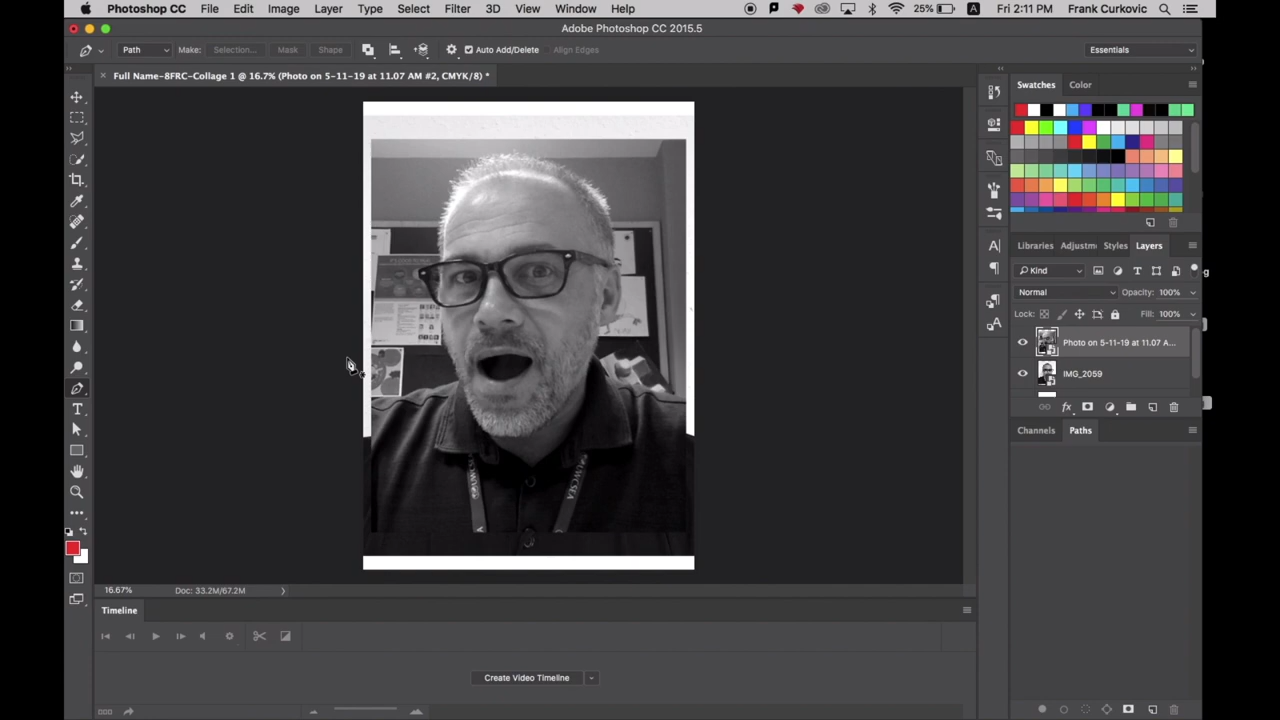 Photoshop CC File Edit Image Layer Type Select Filter 3D View Window Help 25% A Fri 2:11 PM Frank Curkovic
Adobe Photoshop CC 2015.5
Path Make: Selection... Mask Shape Auto Add/Delete Align Edges Essentials
× Full Name-8FRC-Collage 1 @ 16.7% (Photo on 5-11-19 at 11.07 AM #2, CMYK/8) *
Swatches Color
Libraries Adjustm Styles Layers
Kind
Normal Opacity: 100%
Lock: Fill: 100%
Photo on 5-11-19 at 11.07 A...
IMG_2059
Channels Paths
UWCSEA
16.67% Doc: 33.2M/67.2M
Timeline
Create Video Timeline